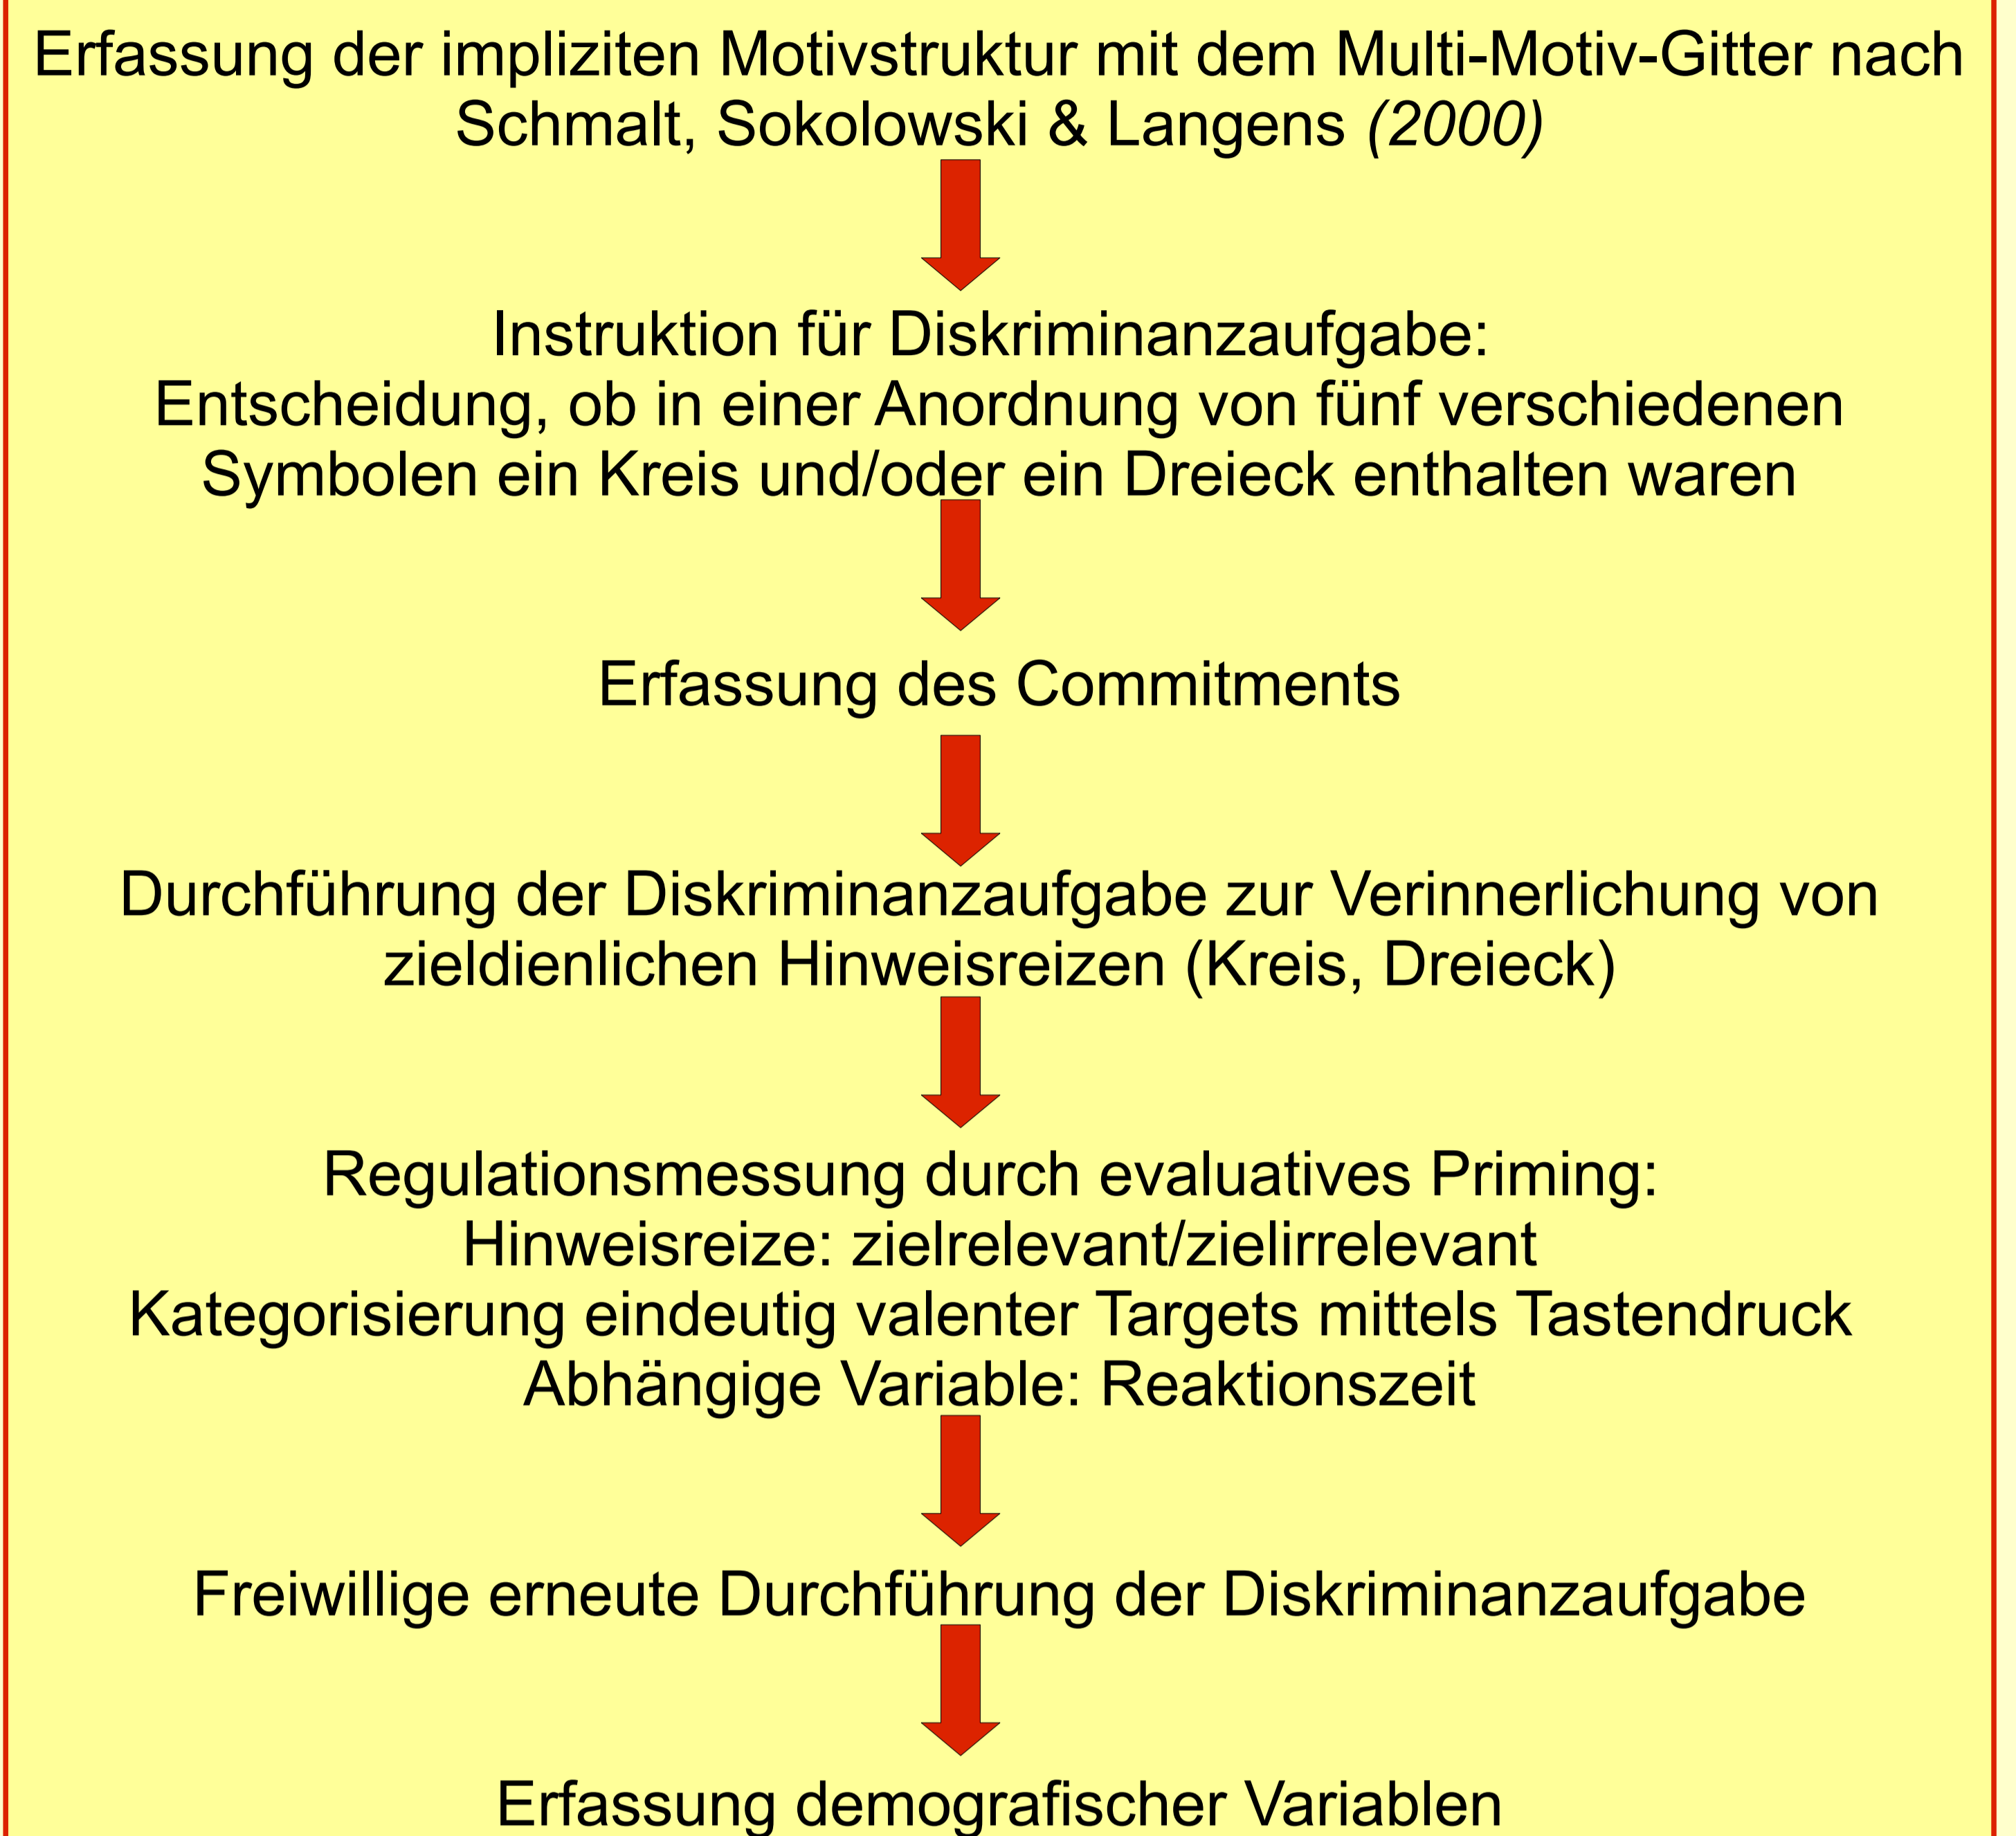 Erfassung der impliziten Motivstruktur mit dem Multi-Motiv-Gitter nach
Schmalt, Sokolowski & Langens (2000)
Instruktion für Diskriminanzaufgabe:
Entscheidung, ob in einer Anordnung von fünf verschiedenen
Symbolen ein Kreis und/oder ein Dreieck enthalten waren
Erfassung des Commitments
Durchführung der Diskriminanzaufgabe zur Verinnerlichung von
zieldienlichen Hinweisreizen (Kreis, Dreieck)
Regulationsmessung durch evaluatives Priming:
Hinweisreize: zielrelevant/zielirrelevant
Kategorisierung eindeutig valenter Targets mittels Tastendruck
Abhängige Variable: Reaktionszeit
Freiwillige erneute Durchführung der Diskriminanzaufgabe
Erfassung demografischer Variablen